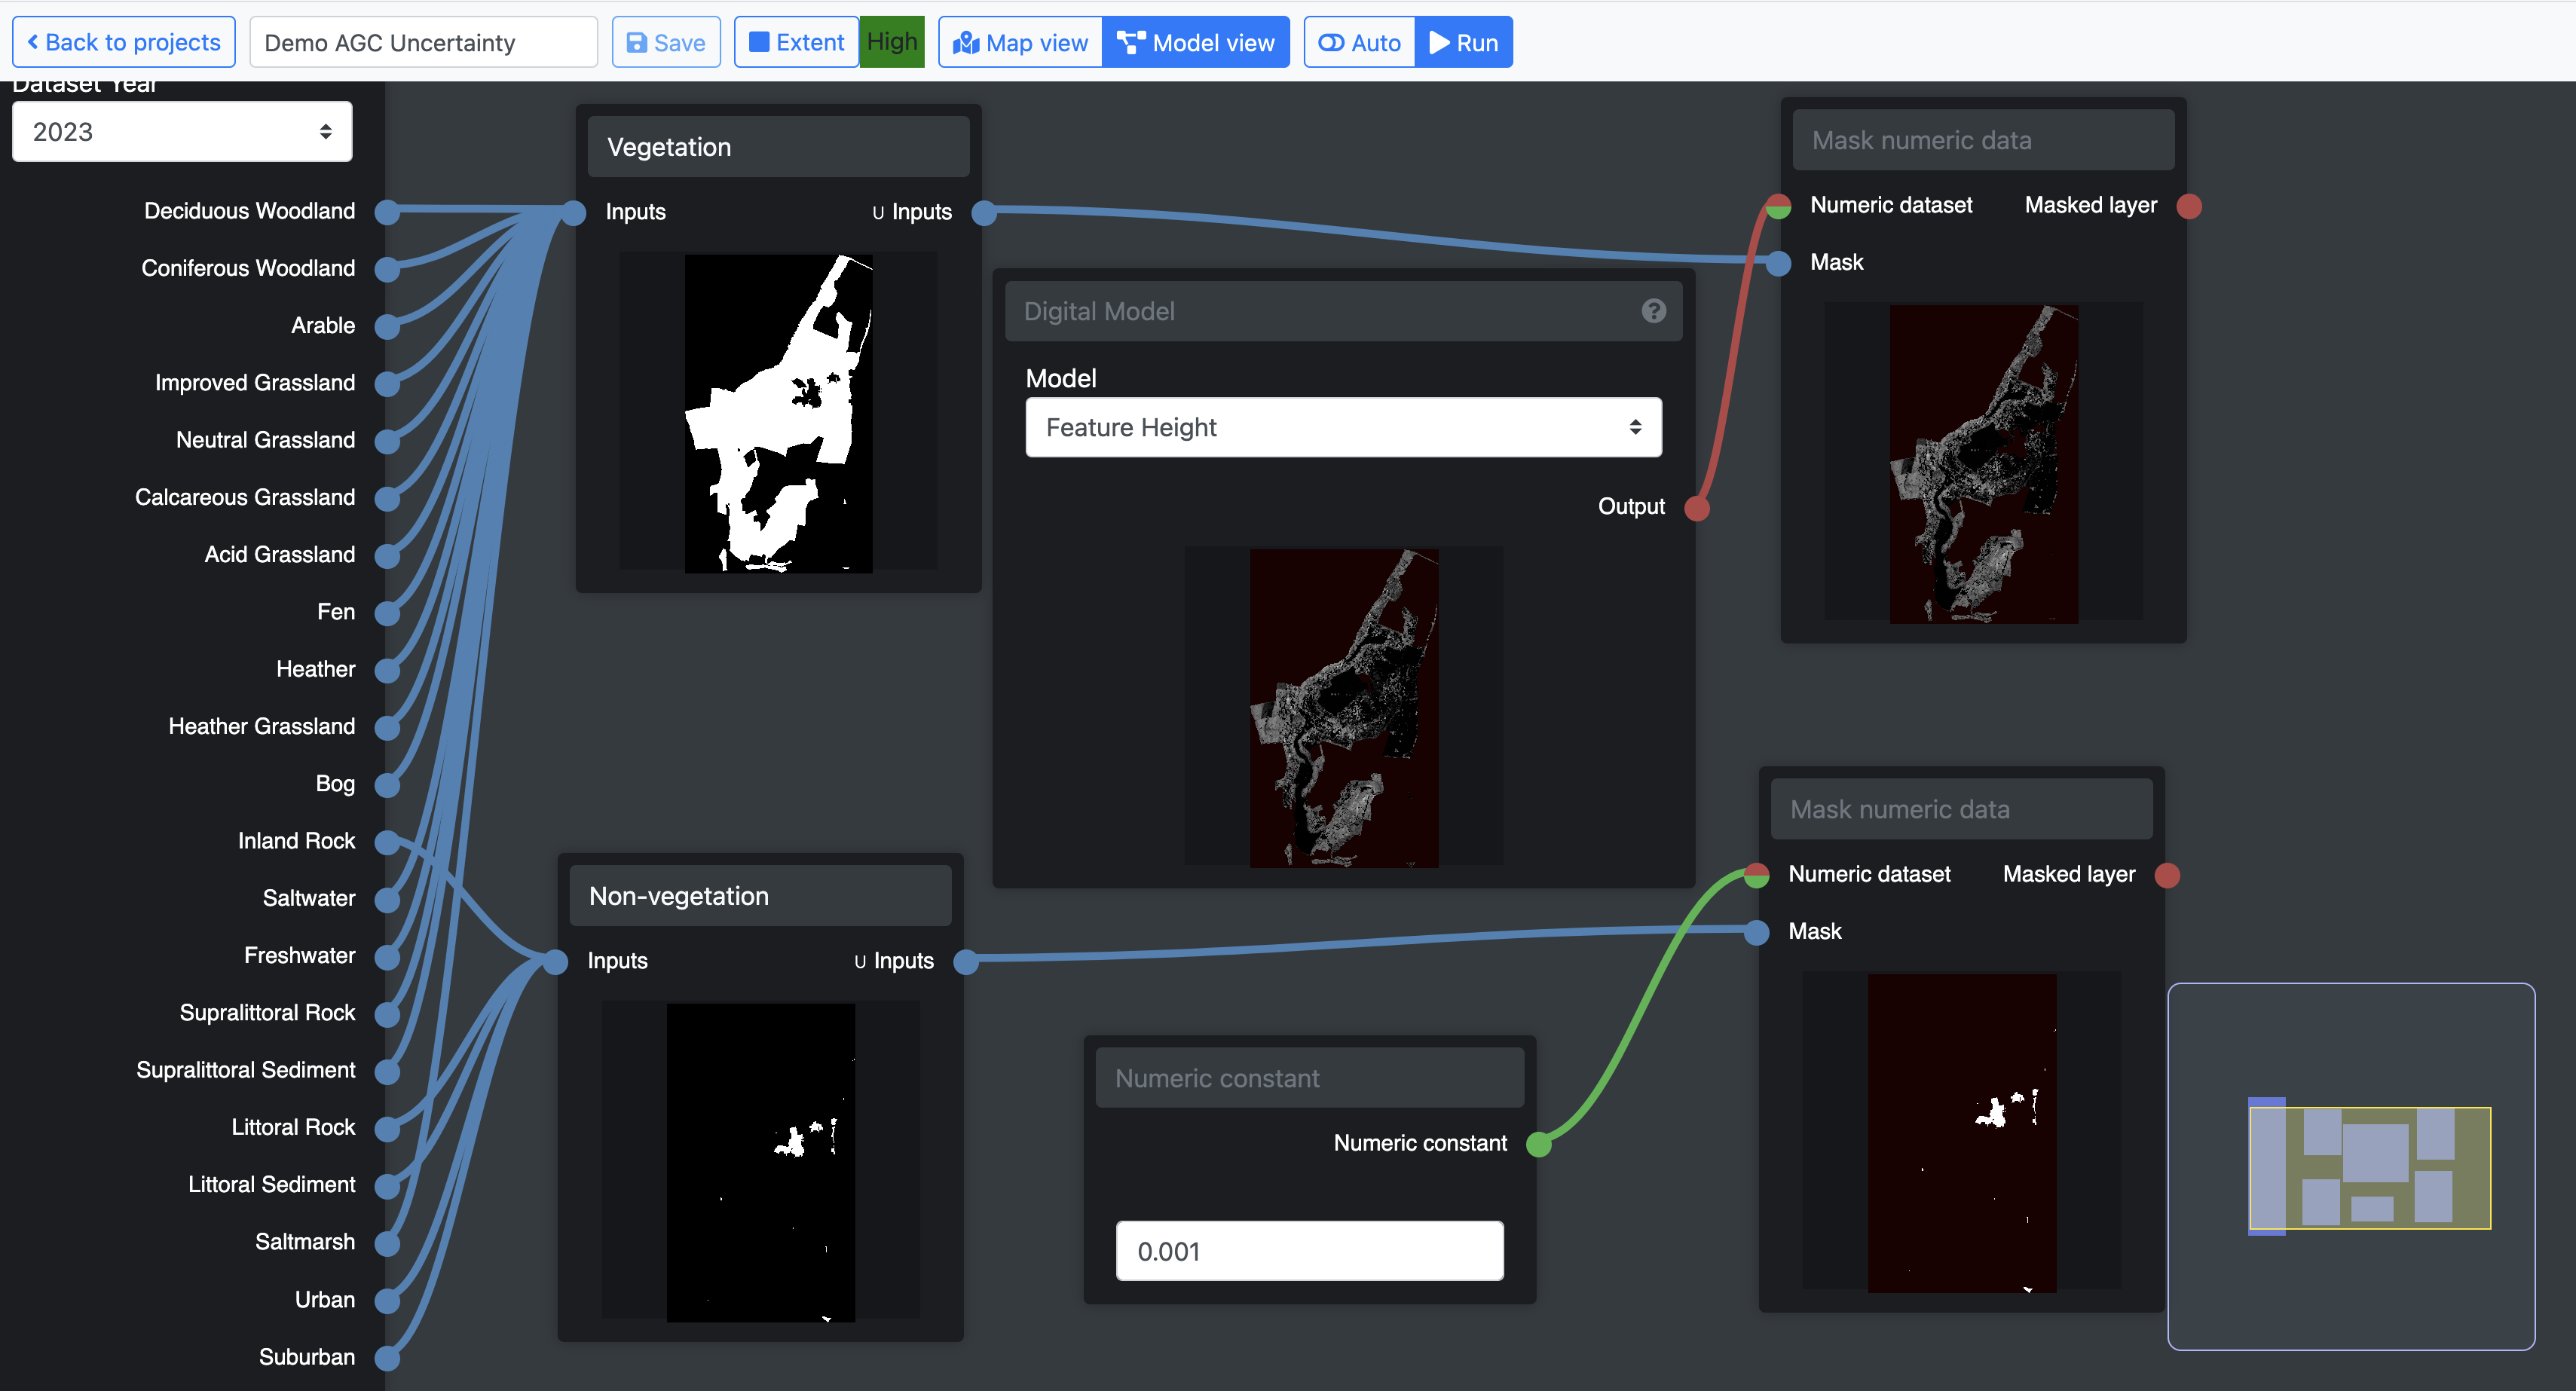 Back to projects
Demo AGC Uncertainty
Save
Extent
High
Map view
Model view
Auto
Run
Dataset Year
2023
Deciduous Woodland
Coniferous Woodland
Arable
Improved Grassland
Neutral Grassland
Calcareous Grassland
Acid Grassland
Fen
Heather
Heather Grassland
Bog
Inland Rock
Saltwater
Freshwater
Supralittoral Rock
Supralittoral Sediment
Littoral Rock
Littoral Sediment
Saltmarsh
Urban
Suburban
Vegetation
Inputs
∪ Inputs
Non-vegetation
Inputs
∪ Inputs
Digital Model
?
Model
Feature Height
Output
Numeric constant
Numeric constant
0.001
Mask numeric data
Numeric dataset
Masked layer
Mask
Mask numeric data
Numeric dataset
Masked layer
Mask